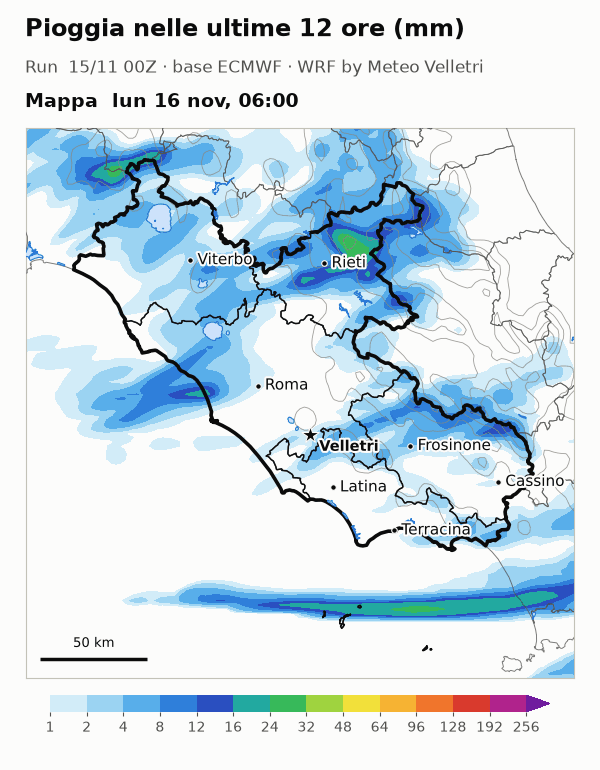 Pioggia nelle ultime 12 ore (mm)
Run  15/11 00Z · base ECMWF · WRF by Meteo Velletri
Mappa  lun 16 nov, 06:00
Viterbo
Rieti
Roma
Velletri
Frosinone
Cassino
Latina
Terracina
50 km
1 2 4 8 12 16 24 32 48 64 96 128 192 256